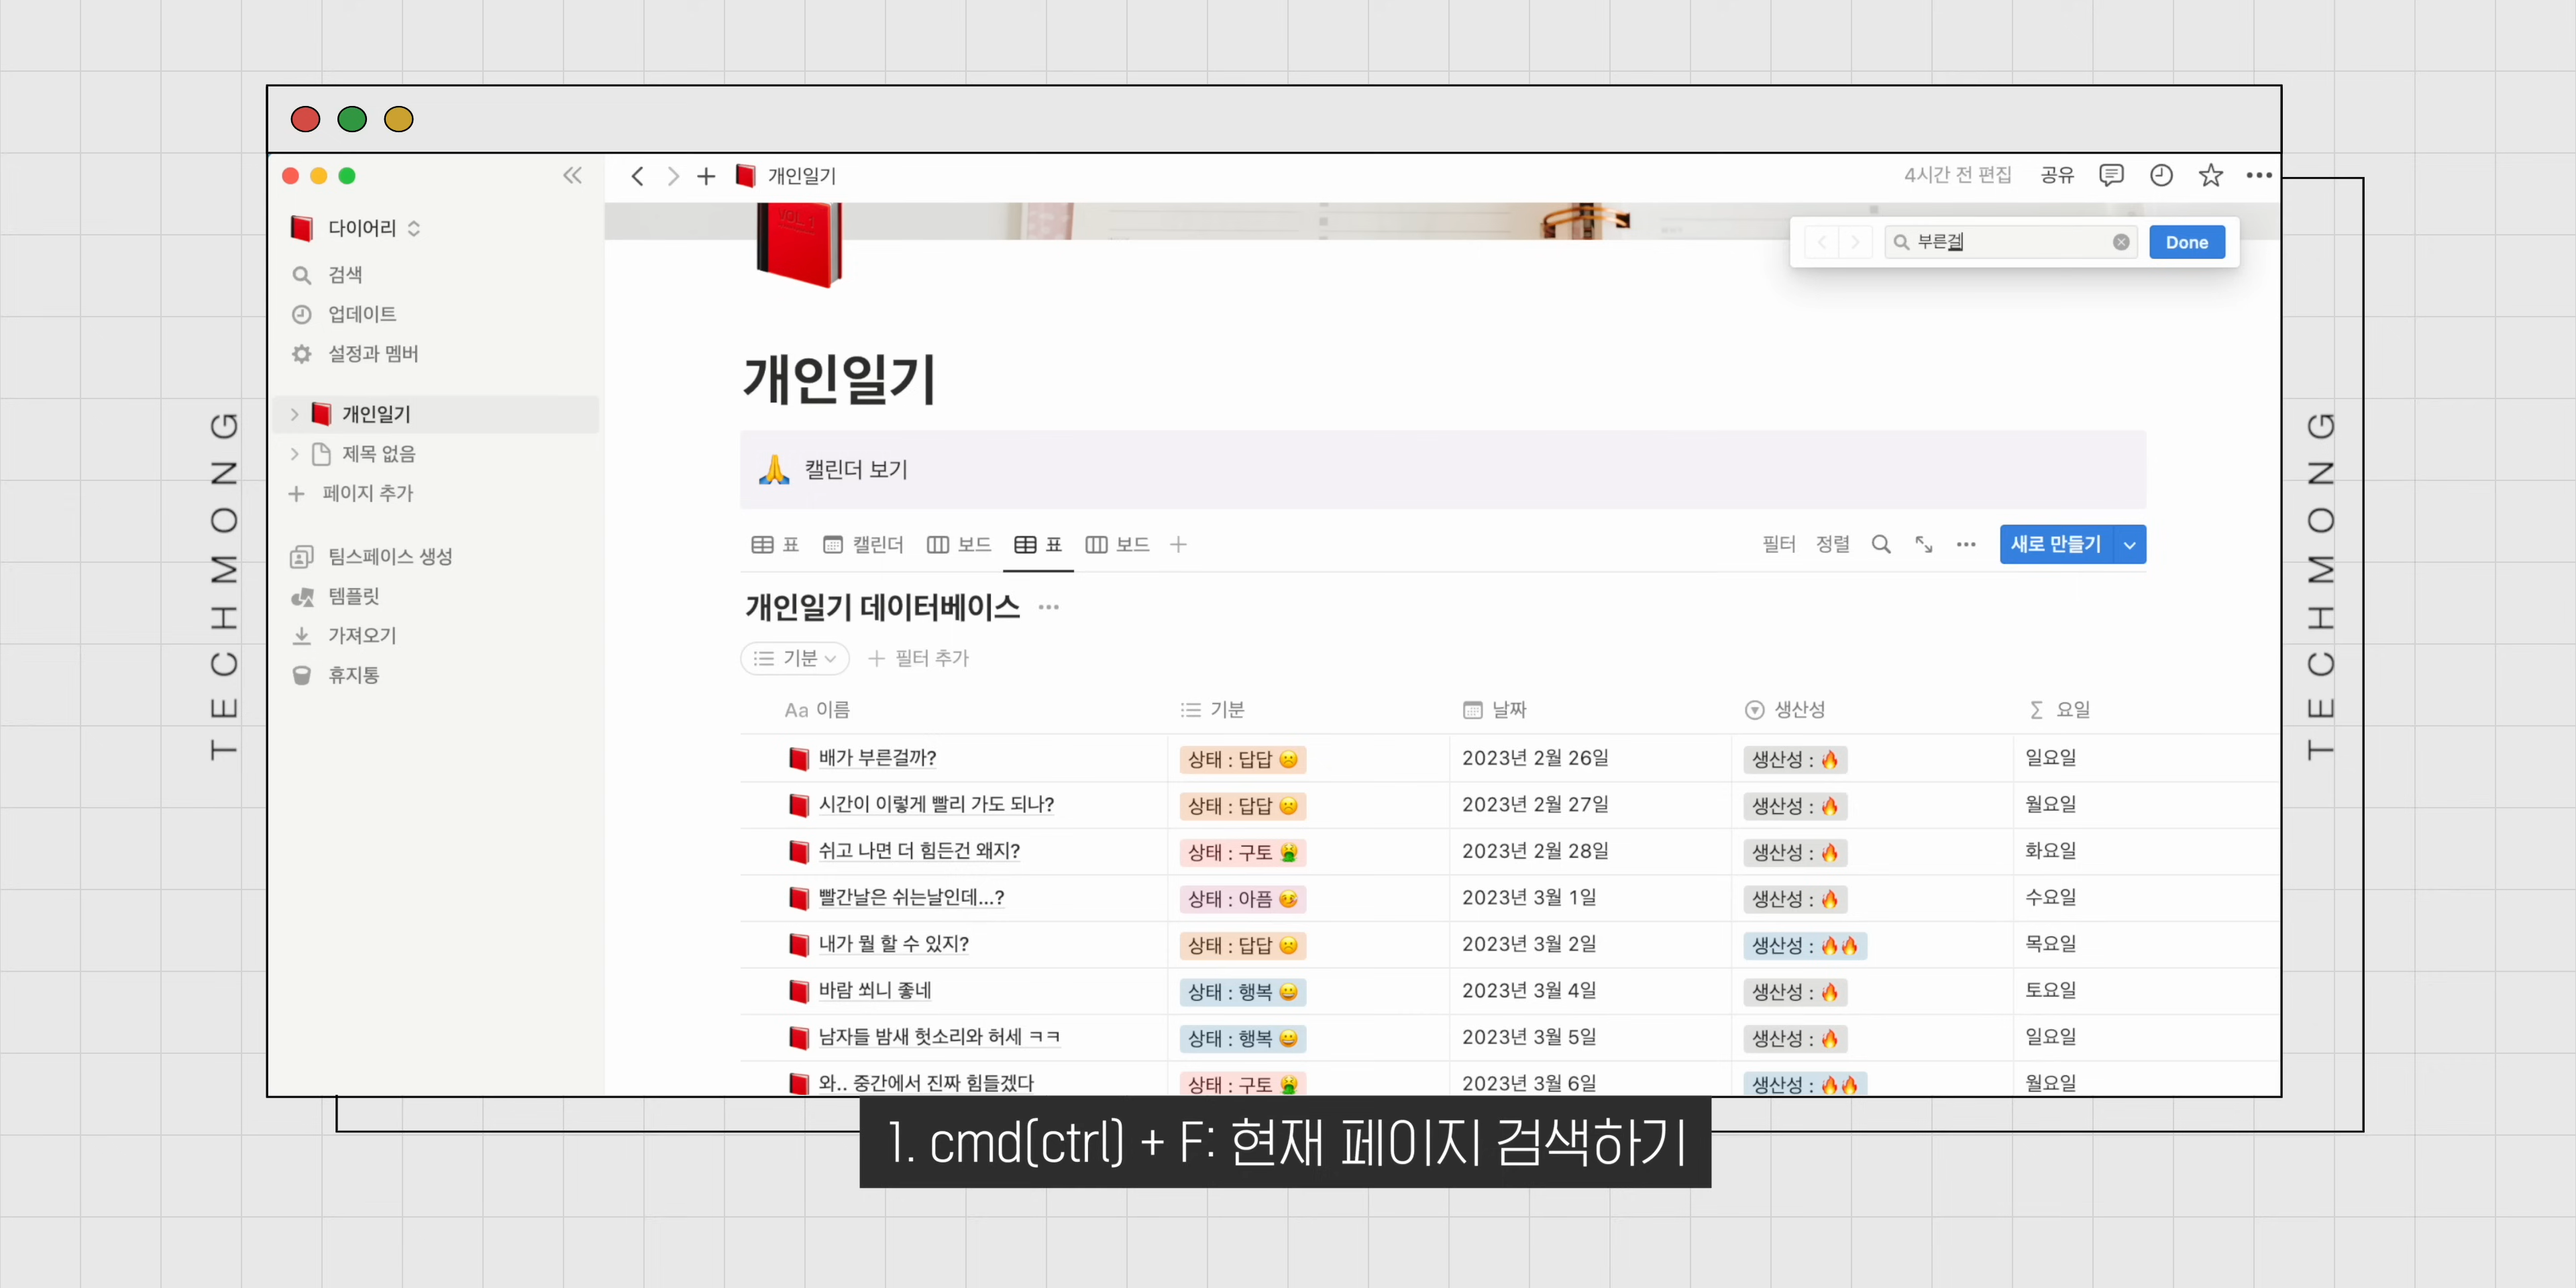 개인일기
4시간 전 편집 공유
다이어리
검색
업데이트
설정과 멤버
개인일기
제목 없음
페이지 추가
팀스페이스 생성
템플릿
가져오기
휴지통
VOL.1
부른걸 Done
개인일기
캘린더 보기
표 캘린더 보드 표 보드 필터 정렬 새로 만들기
개인일기 데이터베이스
기분 필터 추가
Aa 이름 기분 날짜 생산성 Σ 요일
배가 부른걸까? 상태 : 답답 ☹️ 2023년 2월 26일 생산성 : 🔥 일요일
시간이 이렇게 빨리 가도 되나? 상태 : 답답 ☹️ 2023년 2월 27일 생산성 : 🔥 월요일
쉬고 나면 더 힘든건 왜지? 상태 : 구토 🤮 2023년 2월 28일 생산성 : 🔥 화요일
빨간날은 쉬는날인데...? 상태 : 아픔 🤒 2023년 3월 1일 생산성 : 🔥 수요일
내가 뭘 할 수 있지? 상태 : 답답 ☹️ 2023년 3월 2일 생산성 : 🔥🔥 목요일
바람 쐬니 좋네 상태 : 행복 😀 2023년 3월 4일 생산성 : 🔥 토요일
남자들 밤새 헛소리와 허세 ㅋㅋ 상태 : 행복 😀 2023년 3월 5일 생산성 : 🔥 일요일
와.. 중간에서 진짜 힘들겠다 상태 : 구토 🤮 2023년 3월 6일 생산성 : 🔥🔥 월요일
TECHMONG
TECHMONG
1. cmd(ctrl) + F: 현재 페이지 검색하기